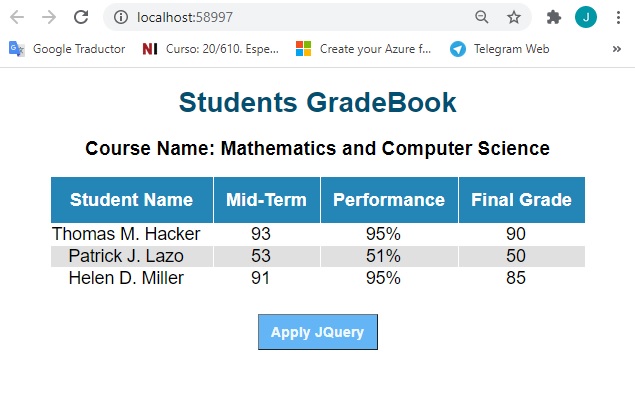 localhost:58997
J
Google Traductor NI Curso: 20/610. Espe... Create your Azure f... Telegram Web »
Students GradeBook
Course Name: Mathematics and Computer Science
Student Name Mid-Term Performance Final Grade
Thomas M. Hacker 93 95% 90
Patrick J. Lazo 53 51% 50
Helen D. Miller 91 95% 85
Apply JQuery